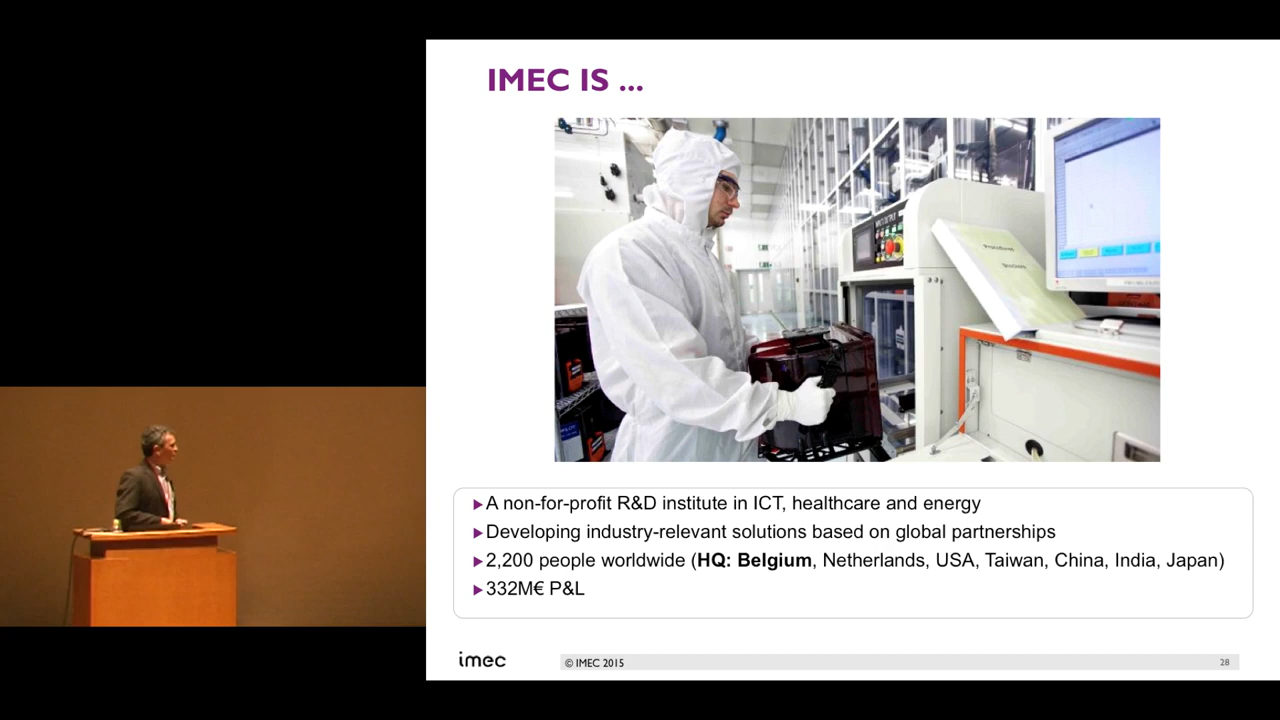 IMEC IS ...
Procedures
▶A non-for-profit R&D institute in ICT, healthcare and energy
▶Developing industry-relevant solutions based on global partnerships
▶2,200 people worldwide (HQ: Belgium, Netherlands, USA, Taiwan, China, India, Japan)
▶332M€ P&L
imec
© IMEC 2015
28